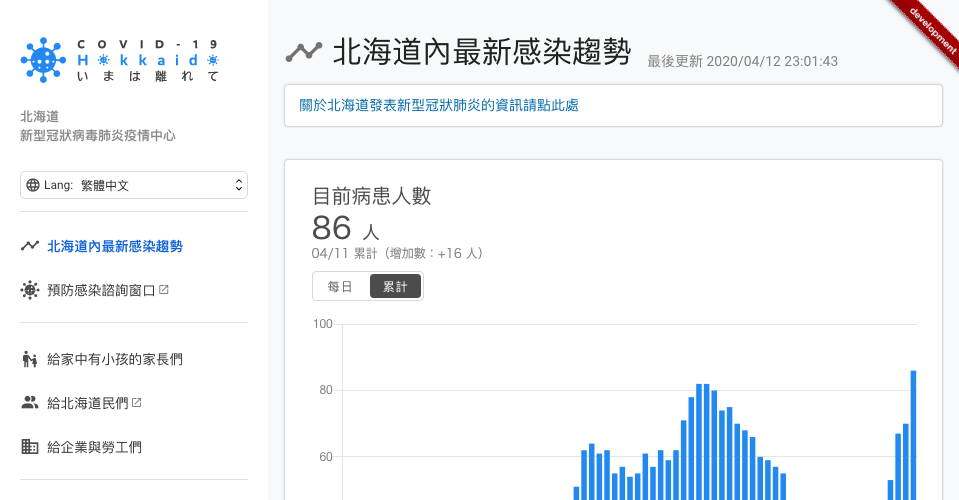 COVID-19
Hokkaido
いまは離れて
北海道
新型冠狀病毒肺炎疫情中心
Lang: 繁體中文
北海道內最新感染趨勢
預防感染諮詢窗口
給家中有小孩的家長們
給北海道民們
給企業與勞工們
development
北海道內最新感染趨勢
最後更新 2020/04/12 23:01:43
關於北海道發表新型冠狀肺炎的資訊請點此處
目前病患人數
86 人
04/11 累計（增加數：+16 人）
每日 累計
100
80
60